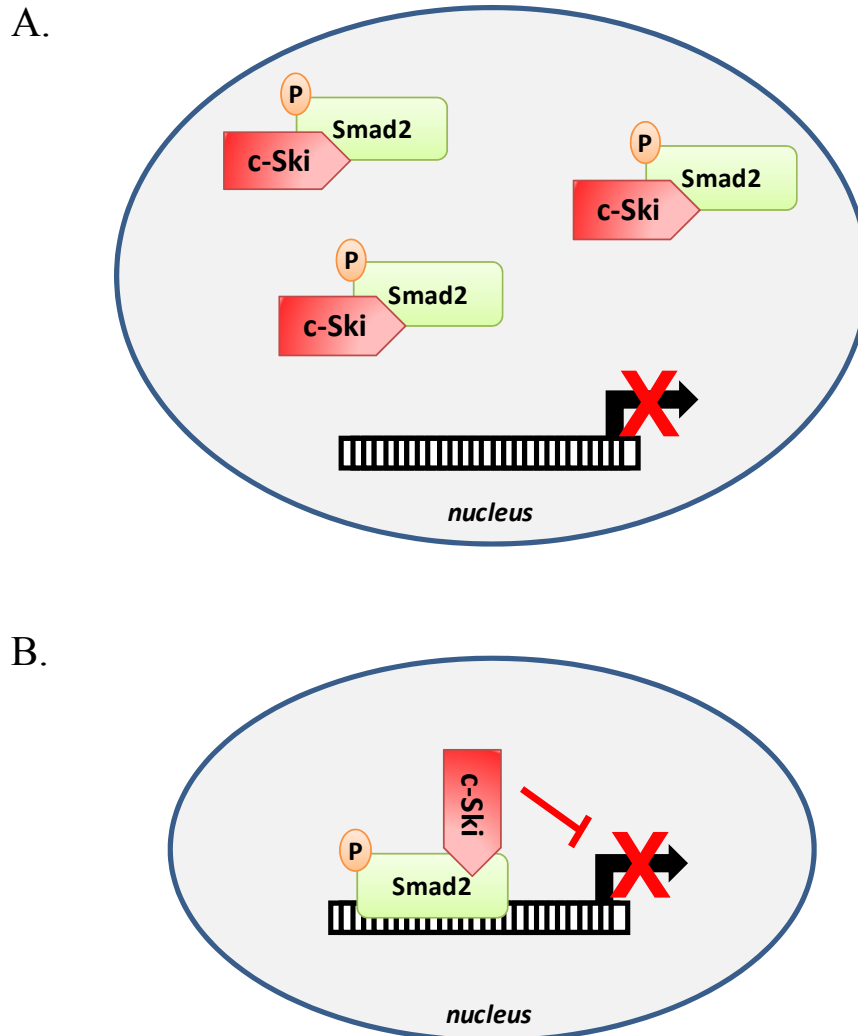 A.
P
Smad2
c-Ski
P
Smad2
c-Ski
P
Smad2
c-Ski
X
nucleus
B.
c-Ski
P
Smad2
X
nucleus